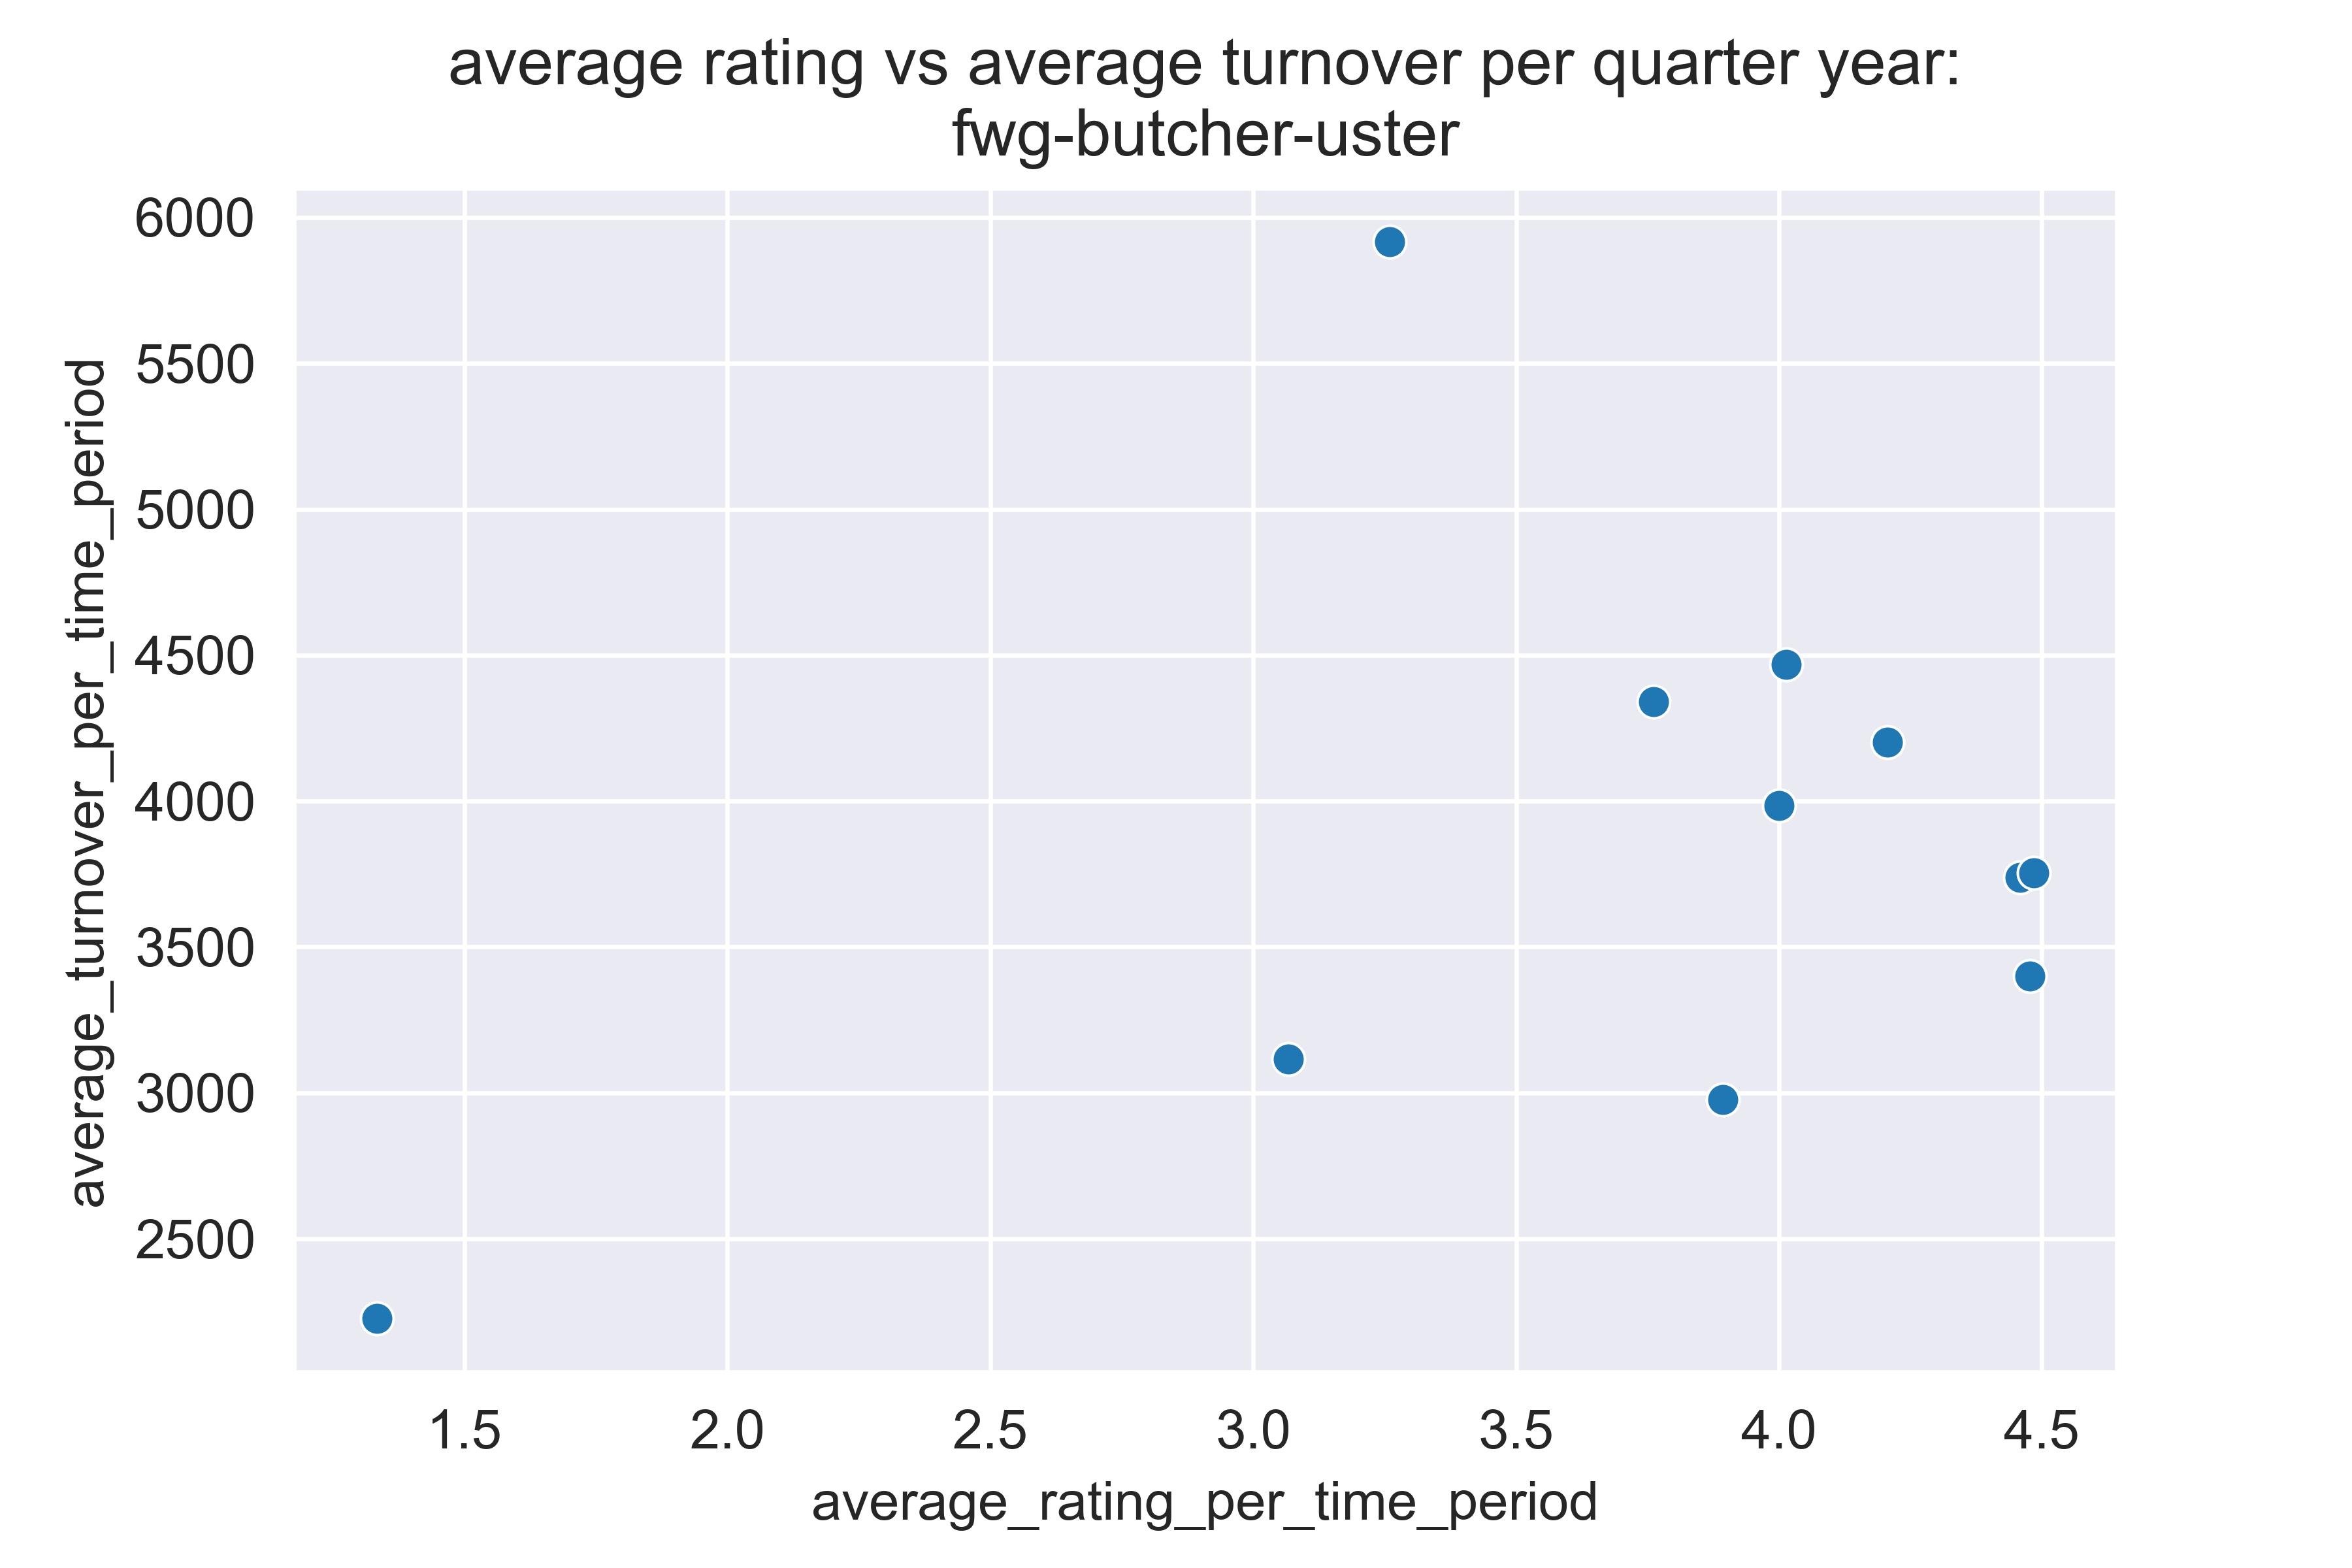 average rating vs average turnover per quarter year:
fwg-butcher-uster
average_turnover_per_time_period
6000
5500
5000
4500
4000
3500
3000
2500
1.5 2.0 2.5 3.0 3.5 4.0 4.5
average_rating_per_time_period